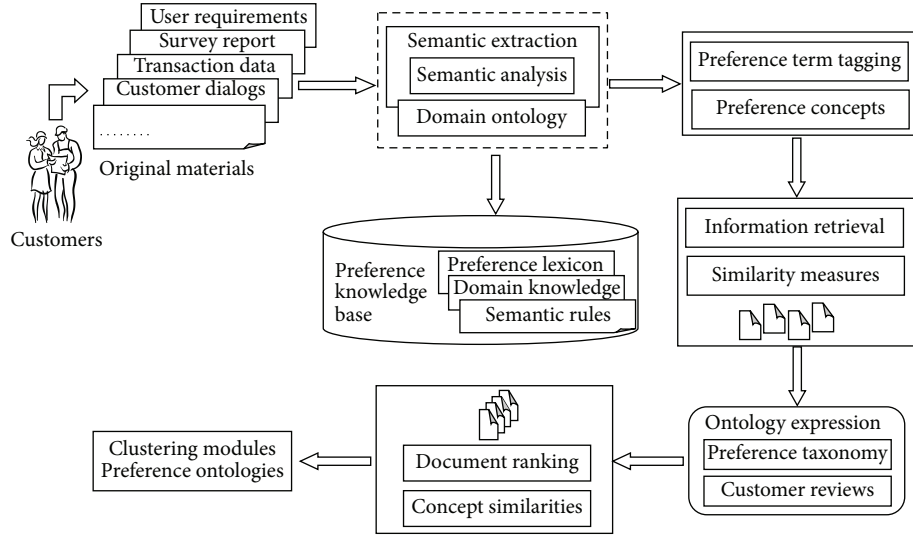 User requirements
Survey report
Transaction data
Customer dialogs
. . . . . . . .
Original materials
Customers
Semantic extraction
Semantic analysis
Domain ontology
Preference term tagging
Preference concepts
Preference
knowledge
base
Preference lexicon
Domain knowledge
Semantic rules
Information retrieval
Similarity measures
Ontology expression
Preference taxonomy
Customer reviews
Document ranking
Concept similarities
Clustering modules
Preference ontologies